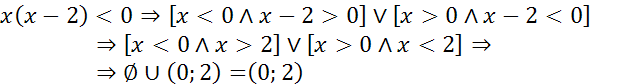 x(x − 2) < 0 ⇒ [x < 0 ∧ x − 2 > 0] ∨ [x > 0 ∧ x − 2 < 0]
⇒ [x < 0 ∧ x > 2] ∨ [x > 0 ∧ x < 2] ⇒
⇒ ∅ ∪ (0; 2) =(0; 2)